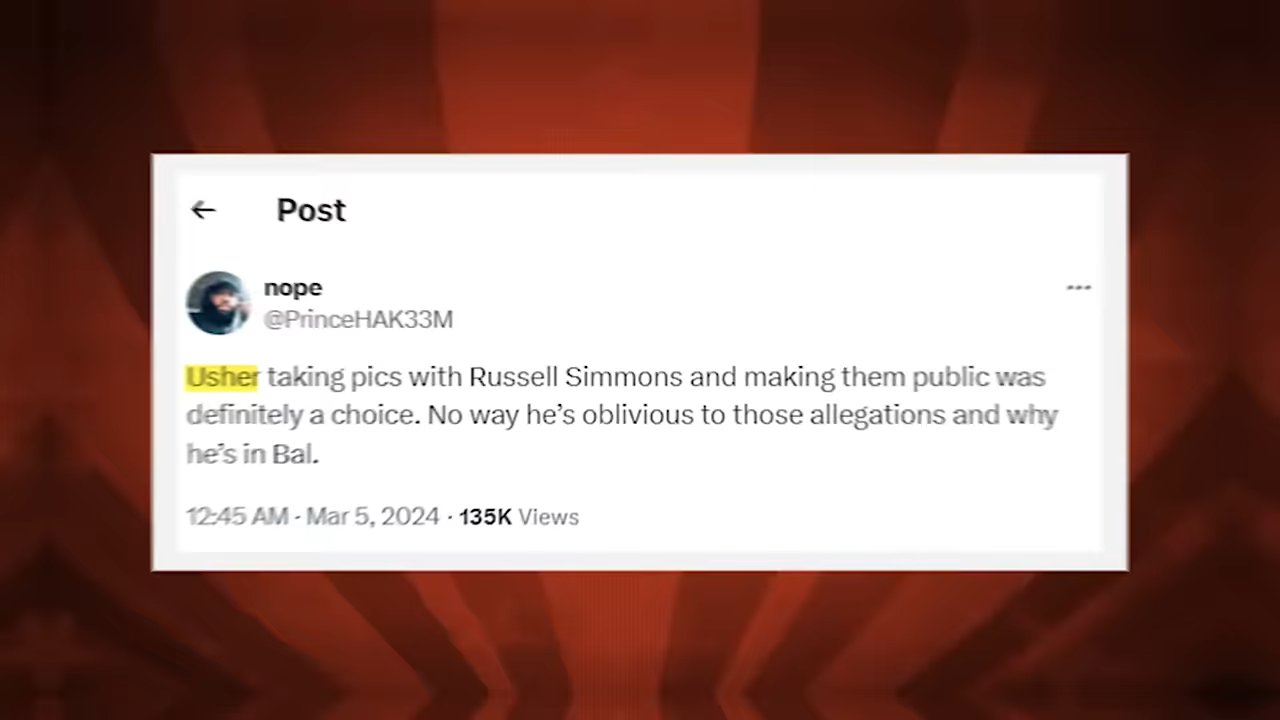 Post
nope
@PrinceHAK33M
Usher taking pics with Russell Simmons and making them public was
definitely a choice. No way he’s oblivious to those allegations and why
he’s in Bal.
12:45 AM · Mar 5, 2024 · 135K Views